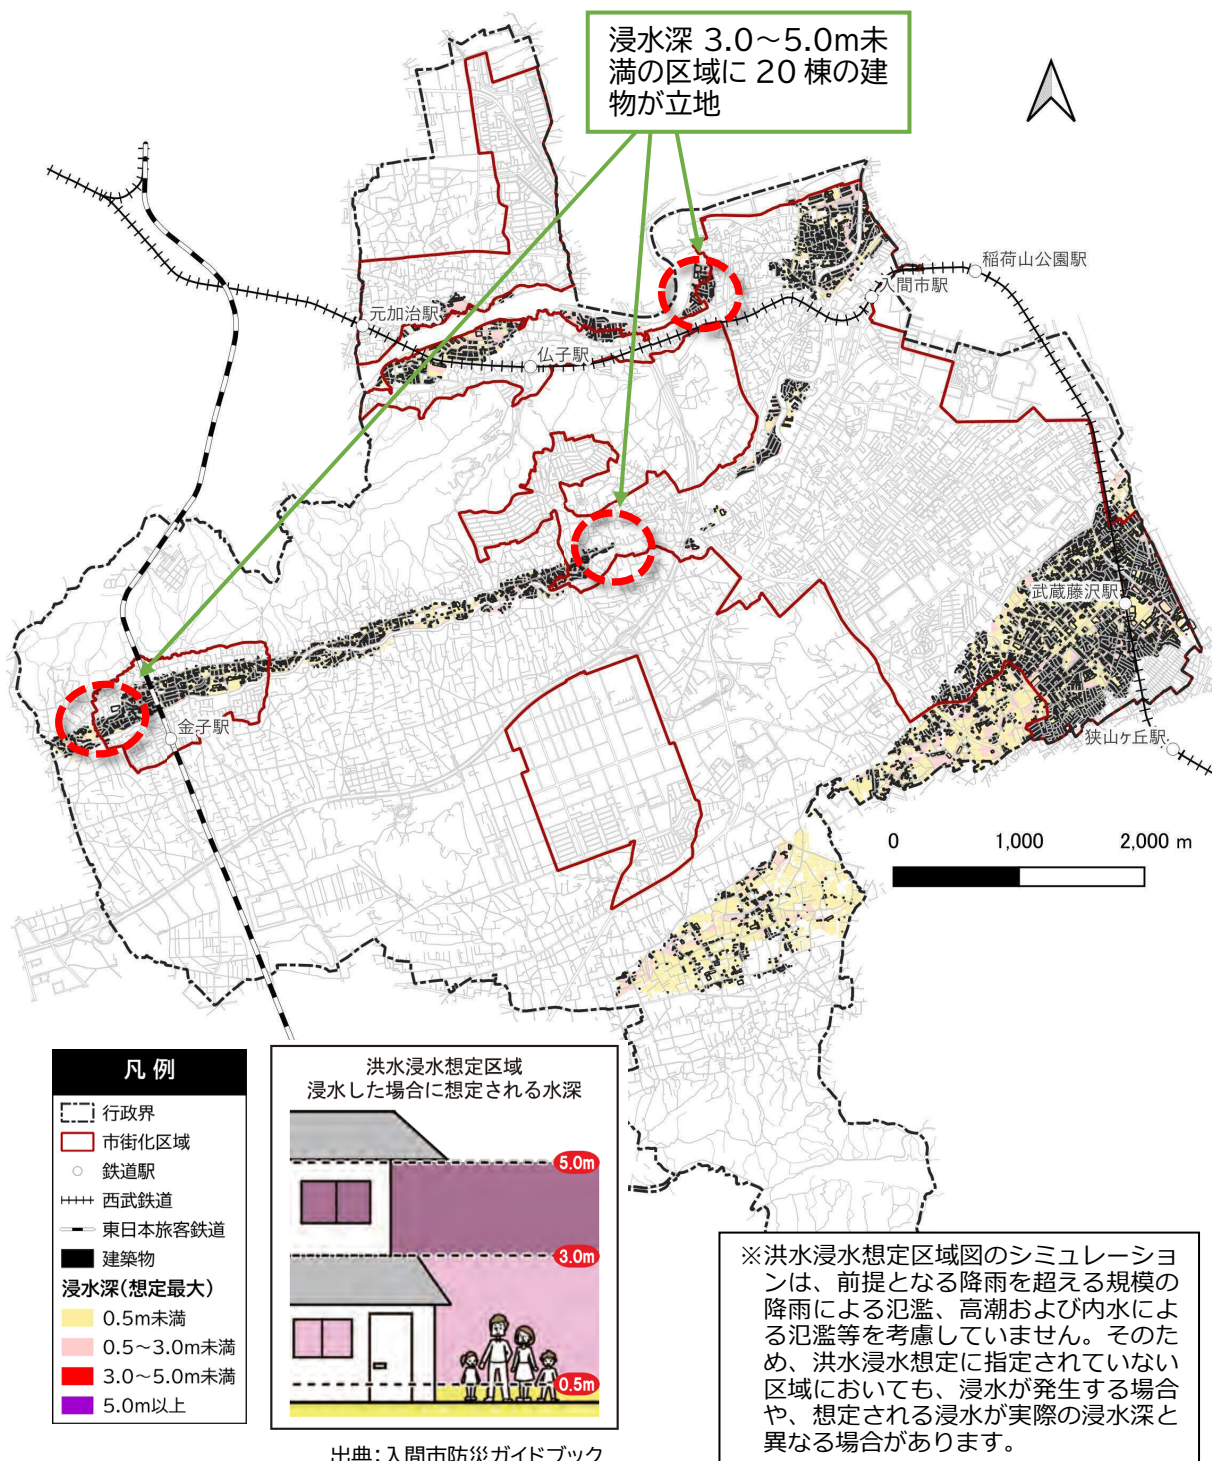 浸水深 3.0～5.0m未
満の区域に 20 棟の建
物が立地
稲荷山公園駅
入間市駅
元加治駅
仏子駅
武蔵藤沢駅
金子駅
狭山ヶ丘駅
0 1,000 2,000 m
凡例
行政界
市街化区域
鉄道駅
西武鉄道
東日本旅客鉄道
建築物
浸水深(想定最大)
0.5m未満
0.5～3.0m未満
3.0～5.0m未満
5.0m以上
洪水浸水想定区域
浸水した場合に想定される水深
5.0m
3.0m
0.5m
出典：入間市防災ガイドブック
※洪水浸水想定区域図のシミュレーショ
ンは、前提となる降雨を超える規模の
降雨による氾濫、高潮および内水によ
る氾濫等を考慮していません。そのた
め、洪水浸水想定に指定されていない
区域においても、浸水が発生する場合
や、想定される浸水が実際の浸水深と
異なる場合があります。